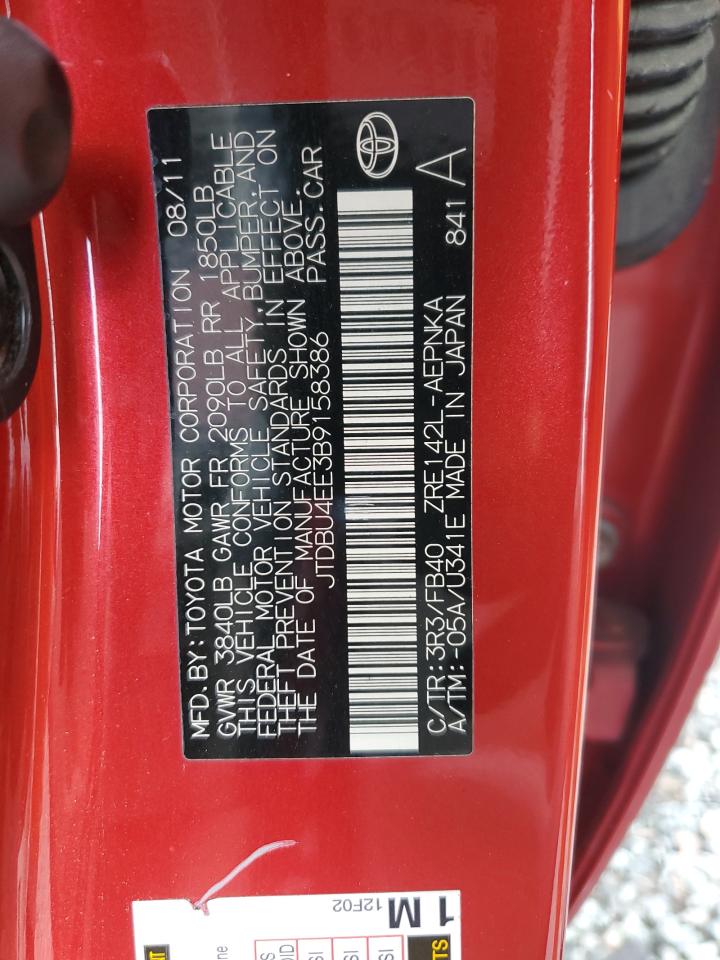 MFD. BY: TOYOTA MOTOR CORPORATION 08/11
GVWR 3840LB GAWR FR 2090LB RR 1850LB
THIS VEHICLE CONFORMS TO ALL APPLICABLE
FEDERAL MOTOR VEHICLE SAFETY, BUMPER, AND
THEFT PREVENTION STANDARDS IN EFFECT ON
THE DATE OF MANUFACTURE SHOWN ABOVE.
JTDBU4EE3B9158386 PASS. CAR
C/TR: 3R3/FB40 ZRE142L-AEPNKA 841
A/TM: -05A/U341E MADE IN JAPAN A
1 M
12F02